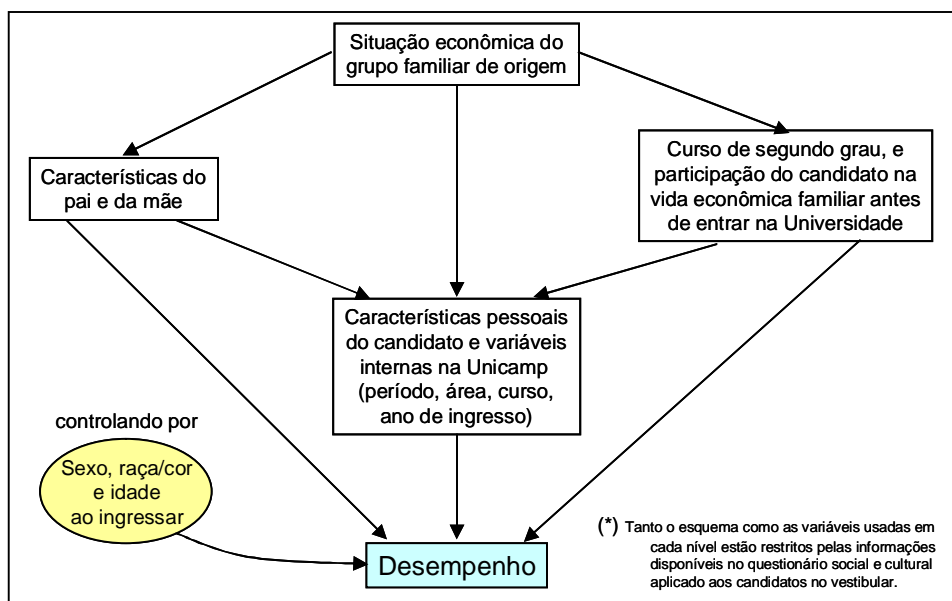 Situação econômica do
grupo familiar de origem
Características do
pai e da mãe
Curso de segundo grau, e
participação do candidato na
vida econômica familiar antes
de entrar na Universidade
Características pessoais
do candidato e variáveis
internas na Unicamp
(período, área, curso,
ano de ingresso)
controlando por
Sexo, raça/cor
e idade
ao ingressar
Desempenho
(*) Tanto o esquema como as variáveis usadas em
cada nível estão restritos pelas informações
disponíveis no questionário social e cultural
aplicado aos candidatos no vestibular.